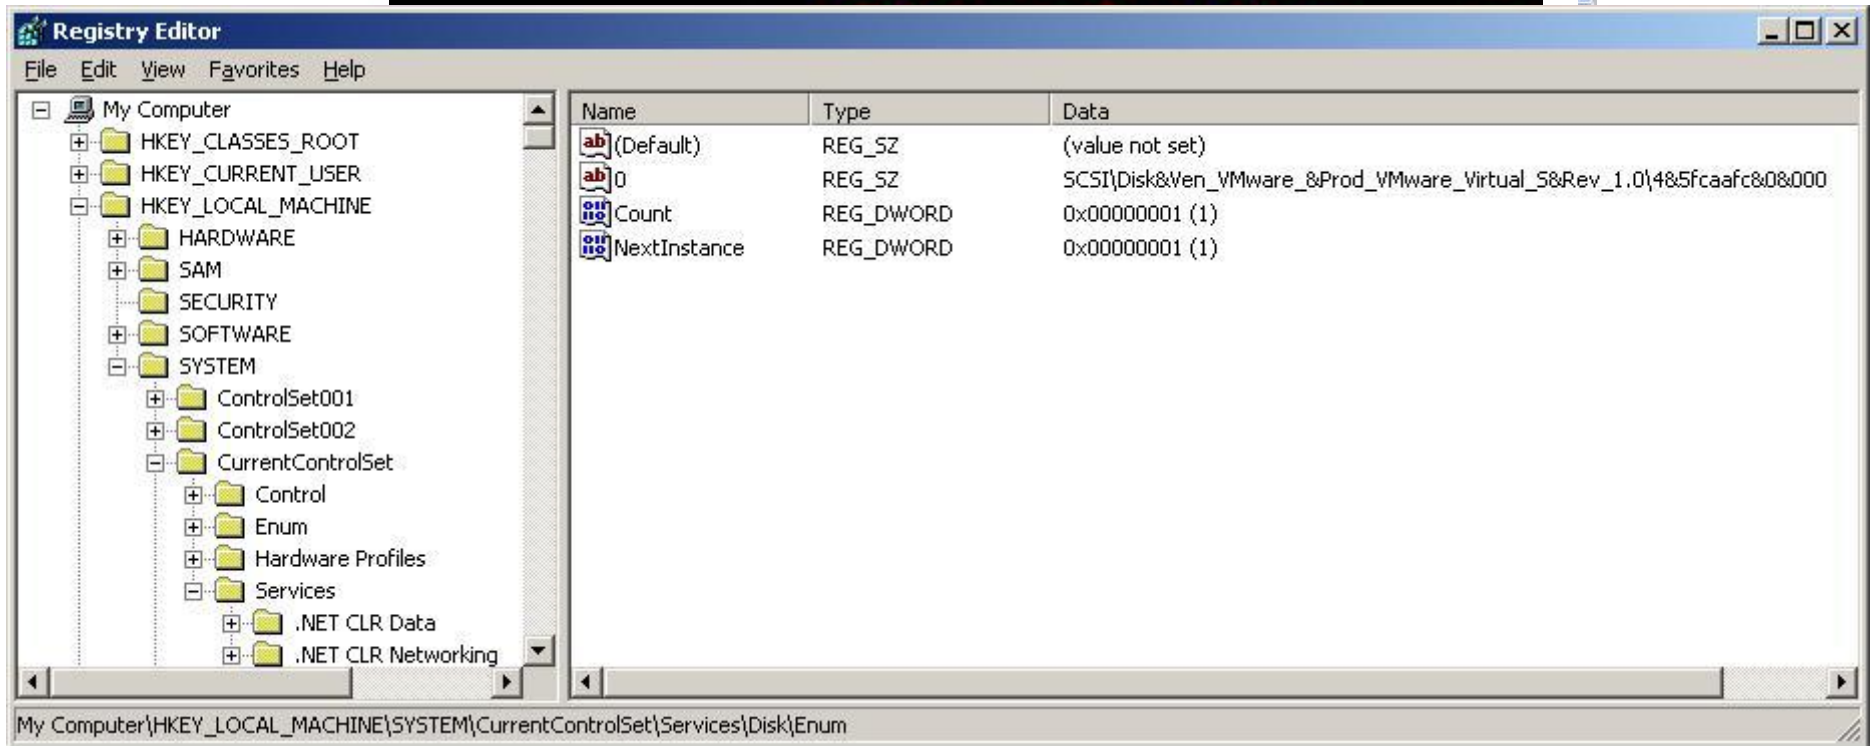 Registry Editor
File Edit View Favorites Help
My Computer
HKEY_CLASSES_ROOT
HKEY_CURRENT_USER
HKEY_LOCAL_MACHINE
HARDWARE
SAM
SECURITY
SOFTWARE
SYSTEM
ControlSet001
ControlSet002
CurrentControlSet
Control
Enum
Hardware Profiles
Services
.NET CLR Data
.NET CLR Networking
Name Type Data
(Default) REG_SZ (value not set)
0 REG_SZ SCSI\Disk&Ven_VMware_&Prod_VMware_Virtual_S&Rev_1.0\4&5fcaafc&0&000
Count REG_DWORD 0x00000001 (1)
NextInstance REG_DWORD 0x00000001 (1)
My Computer\HKEY_LOCAL_MACHINE\SYSTEM\CurrentControlSet\Services\Disk\Enum